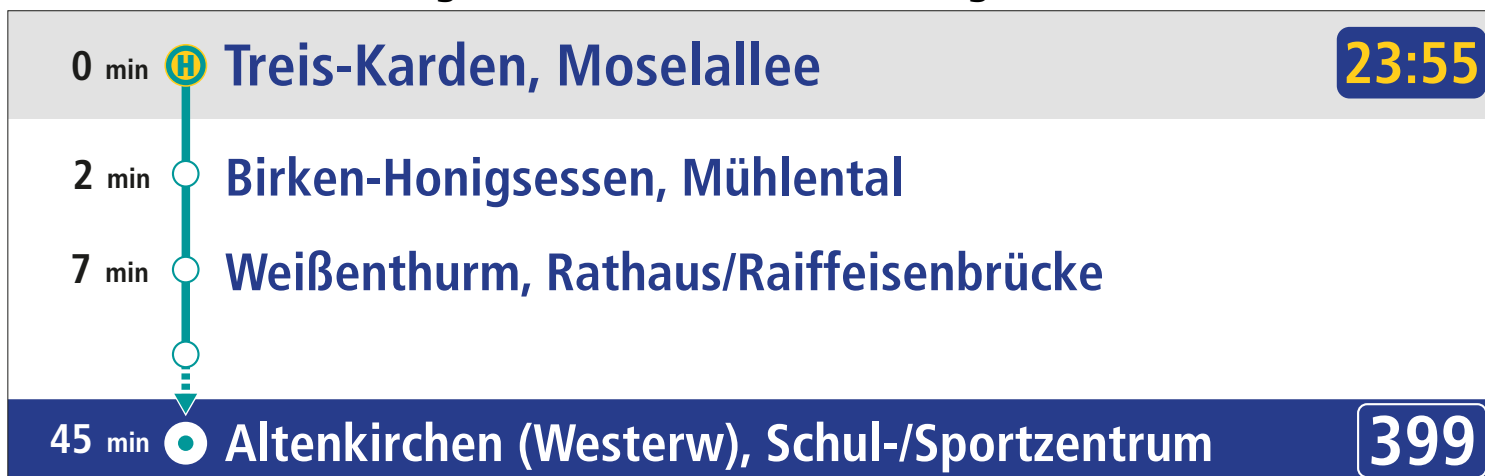 0 min H Treis-Karden, Moselallee 23:55
2 min Birken-Honigsessen, Mühlental
7 min Weißenthurm, Rathaus/Raiffeisenbrücke
45 min Altenkirchen (Westerw), Schul-/Sportzentrum 399